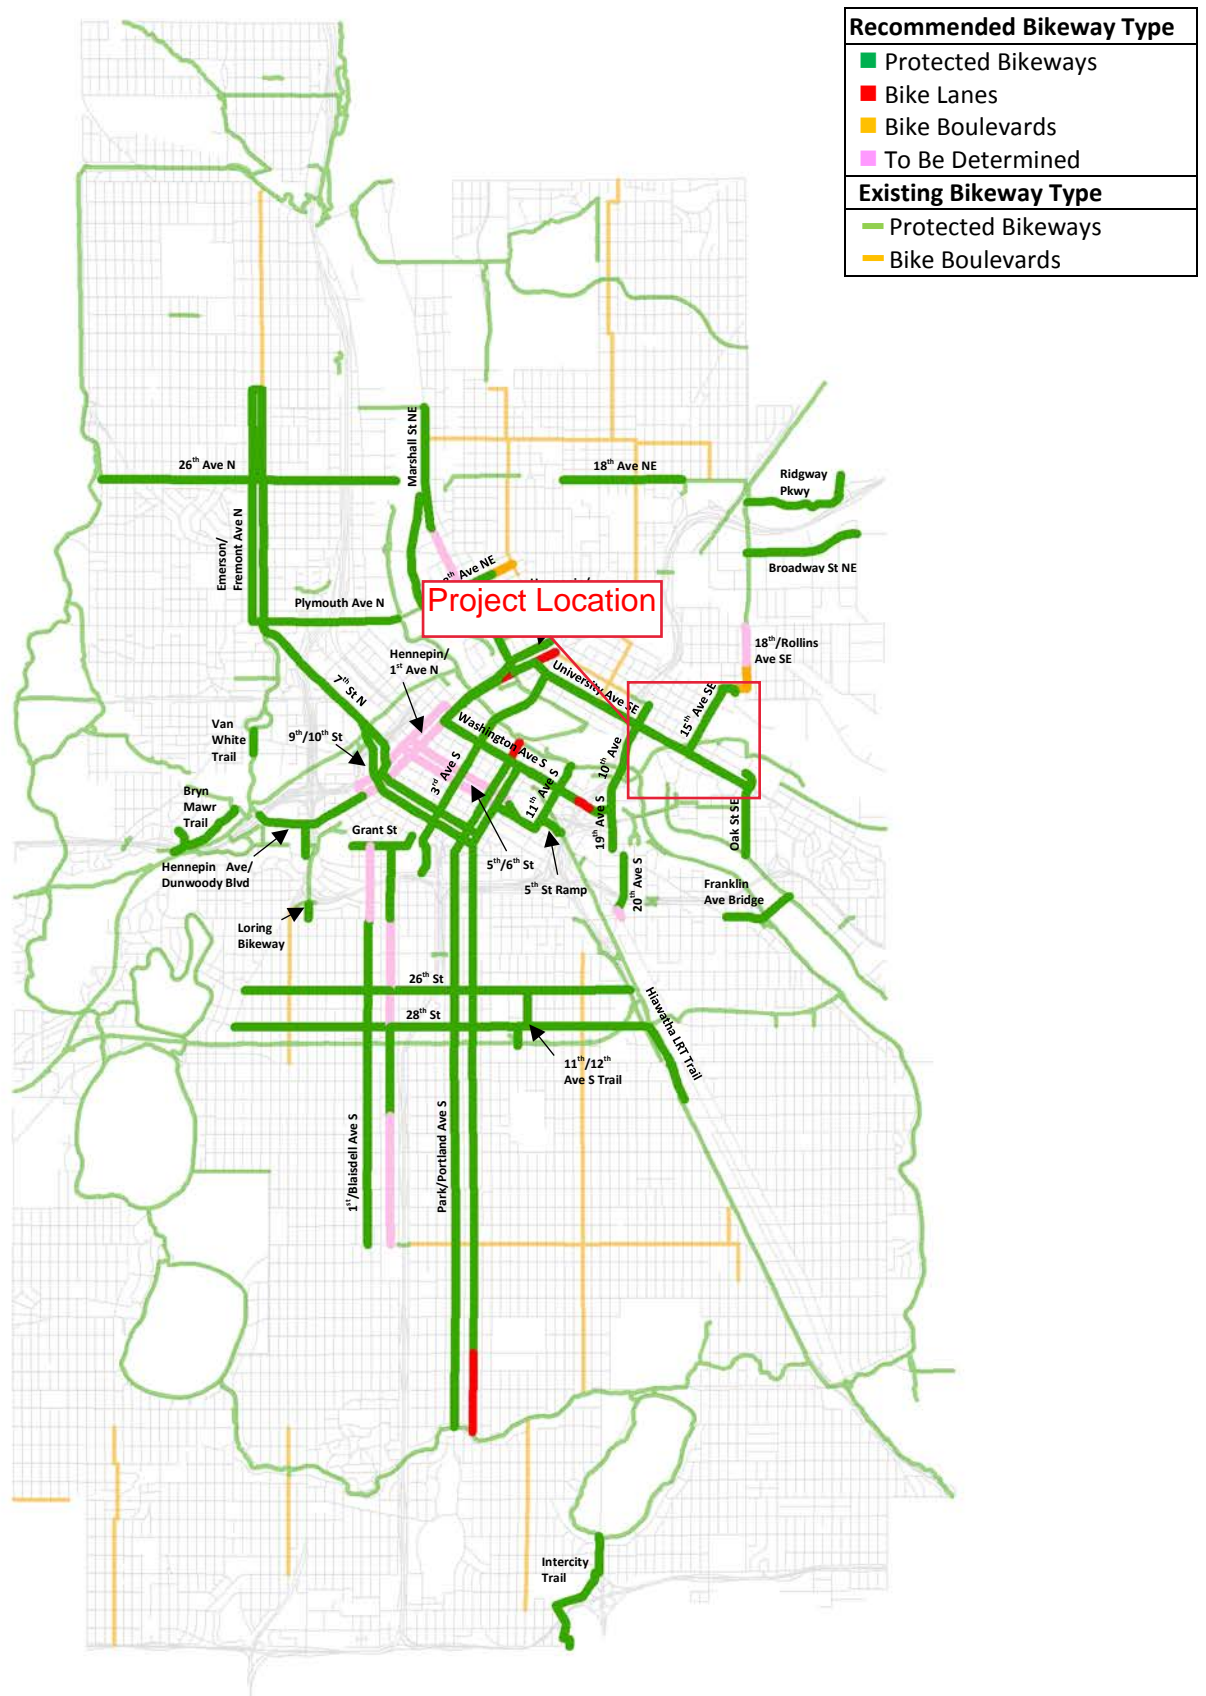 Recommended Bikeway Type
Protected Bikeways
Bike Lanes
Bike Boulevards
To Be Determined
Existing Bikeway Type
Protected Bikeways
Bike Boulevards
Marshall St NE
26th Ave N
18th Ave NE
Ridgway
Pkwy
Emerson/
Fremont Ave N
Broadway St NE
Ave NE
Project Location
Plymouth Ave N
18th/Rollins
Ave SE
Hennepin/
1st Ave N
University Ave SE
15th Ave SE
7th St N
Washington Ave S
Van
White
Trail
9th/10th St
3rd Ave S
10th Ave
11th Ave S
Bryn
Mawr
Trail
19th Ave S
Oak St SE
Grant St
Hennepin Ave/
Dunwoody Blvd
5th/6th St
5th St Ramp
20th Ave S
Franklin
Ave Bridge
Loring
Bikeway
26th St
28th St
Hiawatha LRT Trail
11th/12th
Ave S Trail
1st/Blaisdell Ave S
Park/Portland Ave S
Intercity
Trail